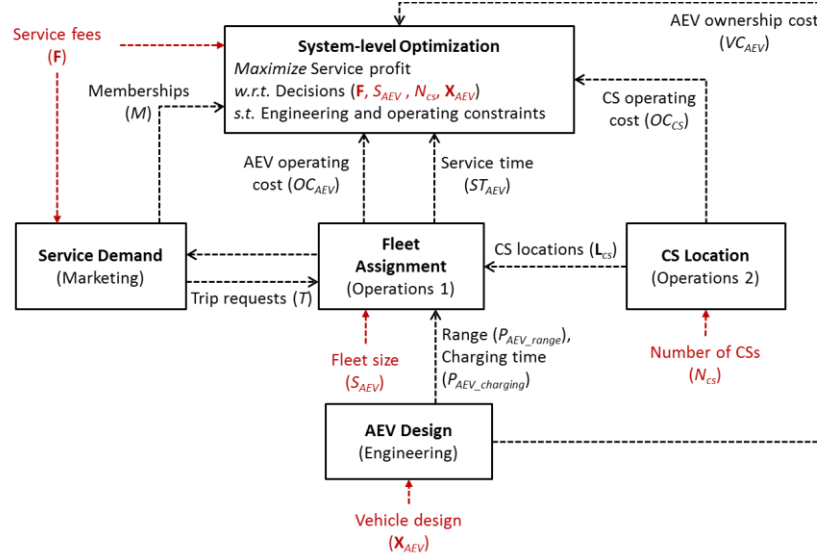 Service fees
(F)
System-level Optimization
Maximize Service profit
w.r.t. Decisions (F, S_AEV , N_cs, X_AEV)
s.t. Engineering and operating constraints
AEV ownership cost
(VC_AEV)
Memberships
(M)
CS operating
cost (OC_CS)
AEV operating
cost (OC_AEV)
Service time
(ST_AEV)
Service Demand
(Marketing)
Fleet
Assignment
(Operations 1)
CS locations (L_cs)
CS Location
(Operations 2)
Trip requests (T)
Fleet size
(S_AEV)
Range (P_AEV_range),
Charging time
(P_AEV_charging)
Number of CSs
(N_cs)
AEV Design
(Engineering)
Vehicle design
(X_AEV)